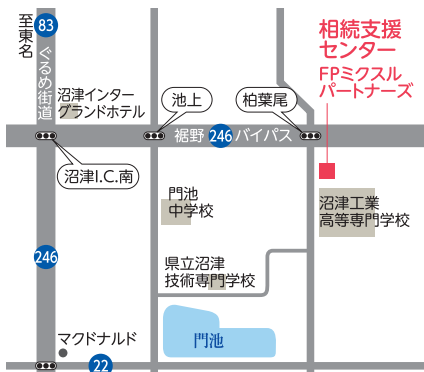 至東名
83
ぐるめ街道
沼津インター
グランドホテル
池上
柏葉尾
相続支援
センター
FPミクスル
パートナーズ
裾野 246 バイパス
沼津I.C.南
門池
中学校
沼津工業
高等専門学校
246
県立沼津
技術専門学校
門池
マクドナルド
22